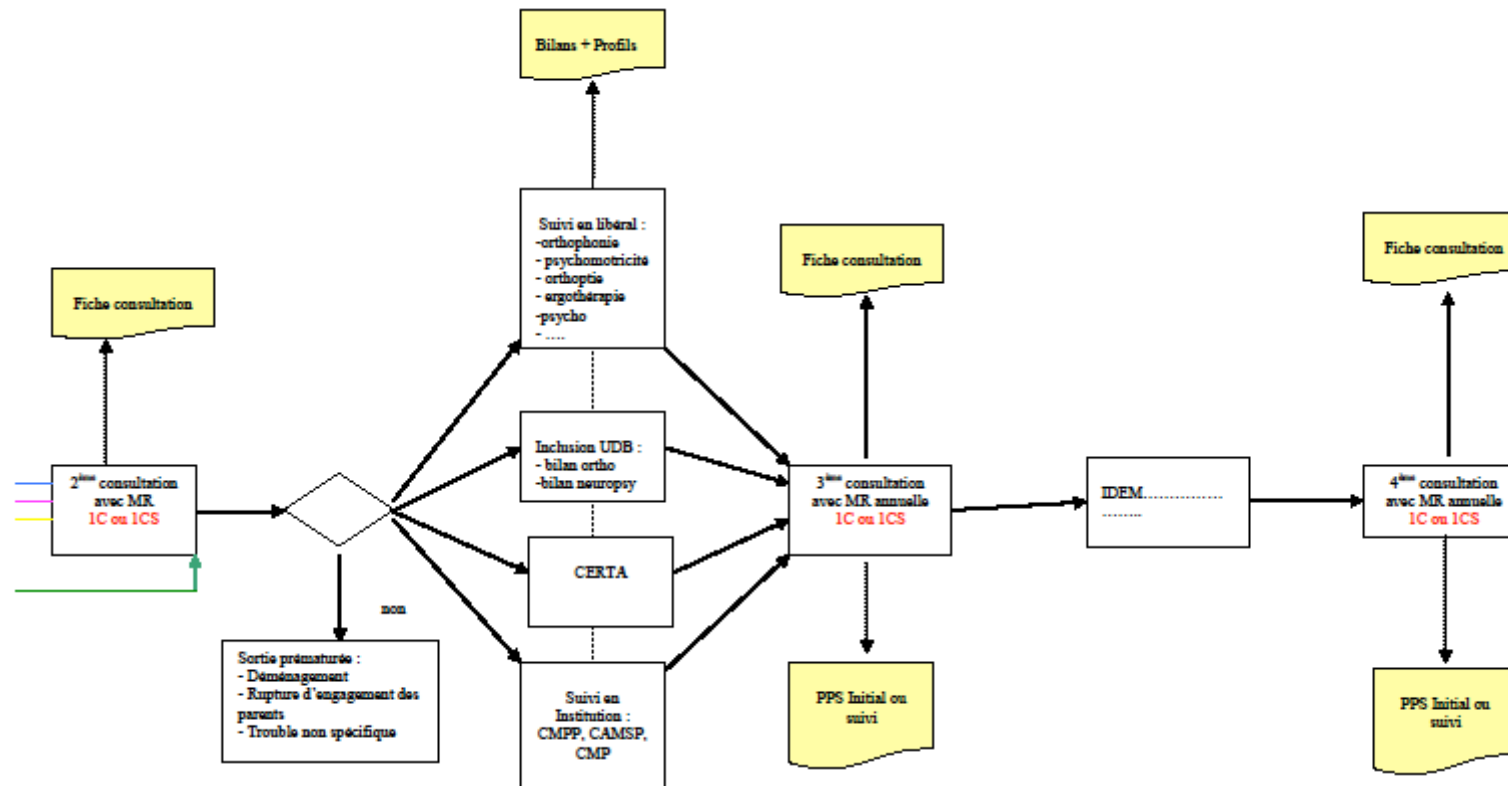 Bilans + Profils
Suivi en libéral :
-orthophonie
- psychomotricité
- orthoptie
- ergothérapie
-psycho
- .....
Fiche consultation
Fiche consultation
Fiche consultation
2ème consultation
avec MR
1C ou 1CS
Inclusion UDB :
- bilan ortho
-bilan neuropsy
3ème consultation
avec MR annuelle
1C ou 1CS
IDEM..................
.........
4ème consultation
avec MR annuelle
1C ou 1CS
CERTA
non
Sortie prématurée :
- Déménagement
- Rupture d'engagement des
parents
- Trouble non spécifique
Suivi en
Institution :
CMPP, CAMSP,
CMP
PPS Initial ou
suivi
PPS Initial ou
suivi